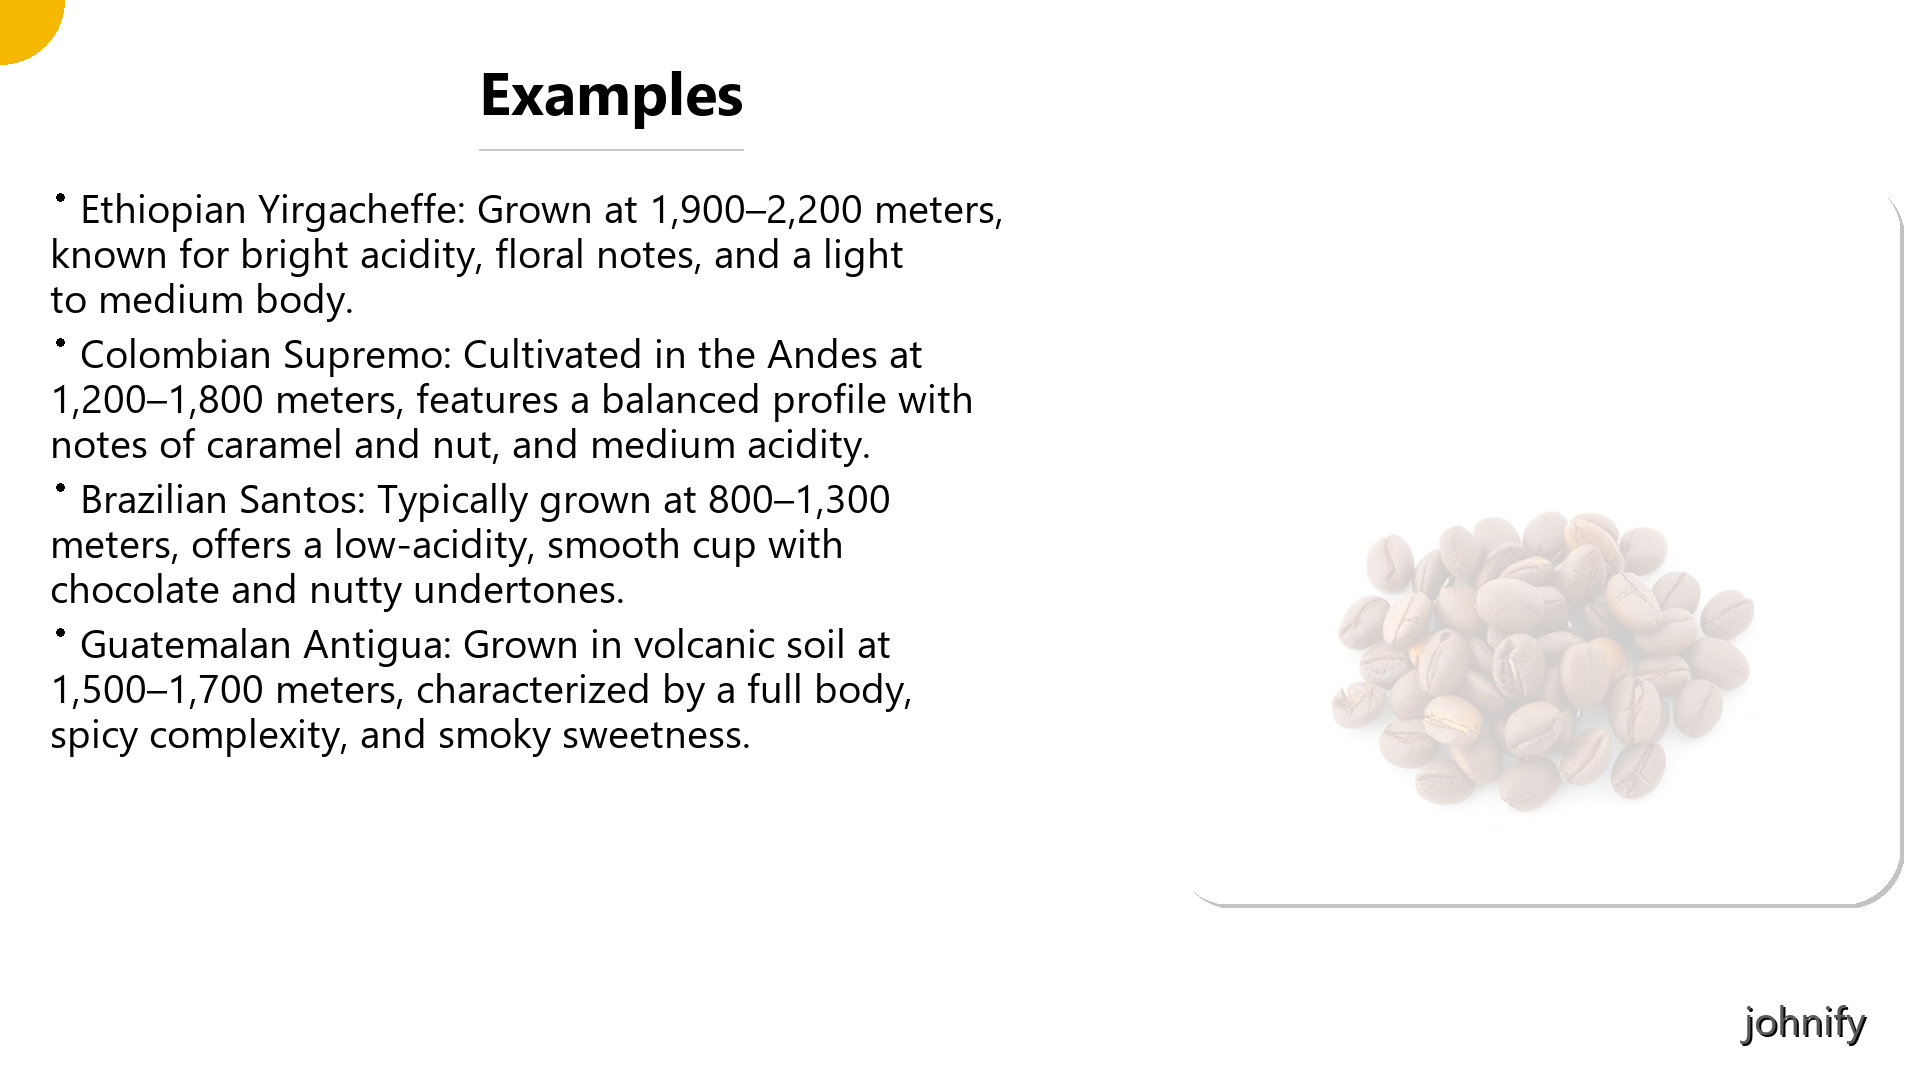 Examples
• Ethiopian Yirgacheffe: Grown at 1,900–2,200 meters,
known for bright acidity, floral notes, and a light
to medium body.
• Colombian Supremo: Cultivated in the Andes at
1,200–1,800 meters, features a balanced profile with
notes of caramel and nut, and medium acidity.
• Brazilian Santos: Typically grown at 800–1,300
meters, offers a low-acidity, smooth cup with
chocolate and nutty undertones.
• Guatemalan Antigua: Grown in volcanic soil at
1,500–1,700 meters, characterized by a full body,
spicy complexity, and smoky sweetness.
johnify